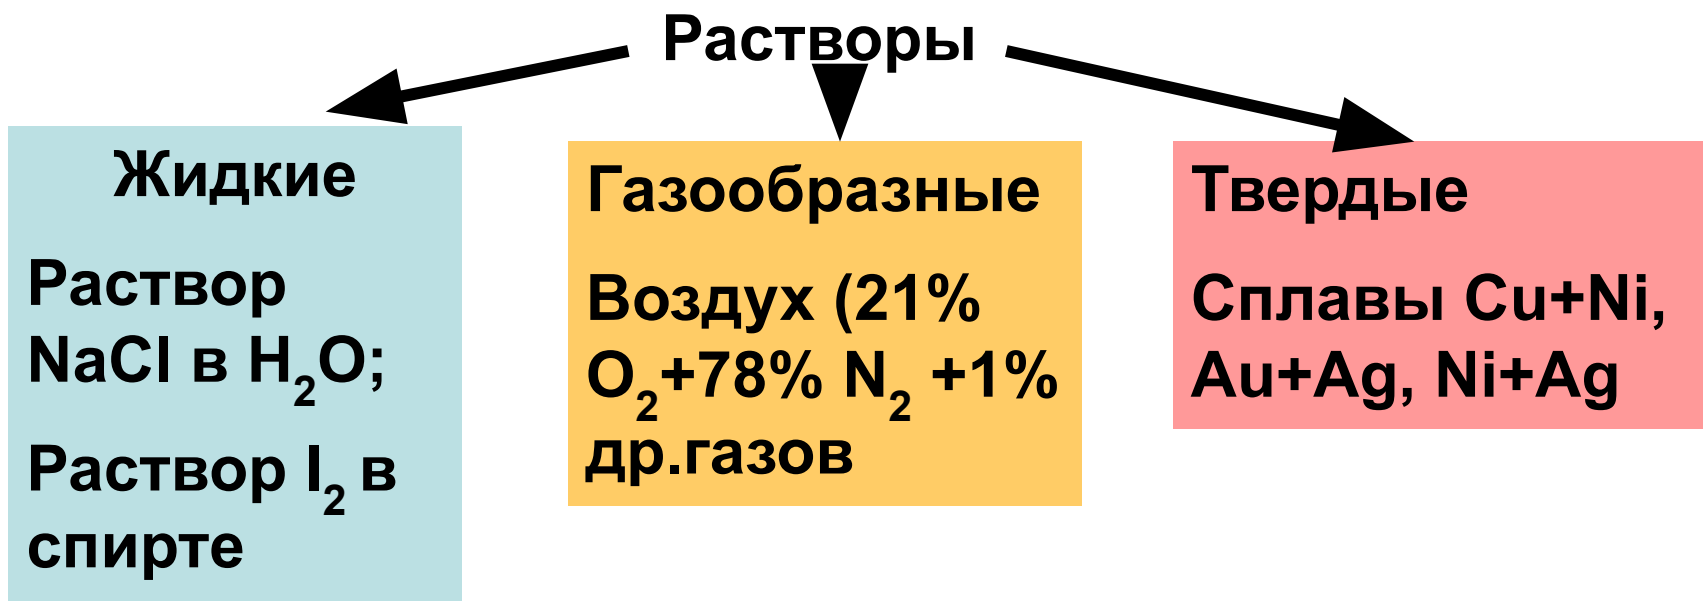 Растворы
Жидкие
Раствор
NaCl в H₂O;
Раствор I₂ в
спирте
Газообразные
Воздух (21%
O₂+78% N₂ +1%
др.газов
Твердые
Сплавы Cu+Ni,
Au+Ag, Ni+Ag